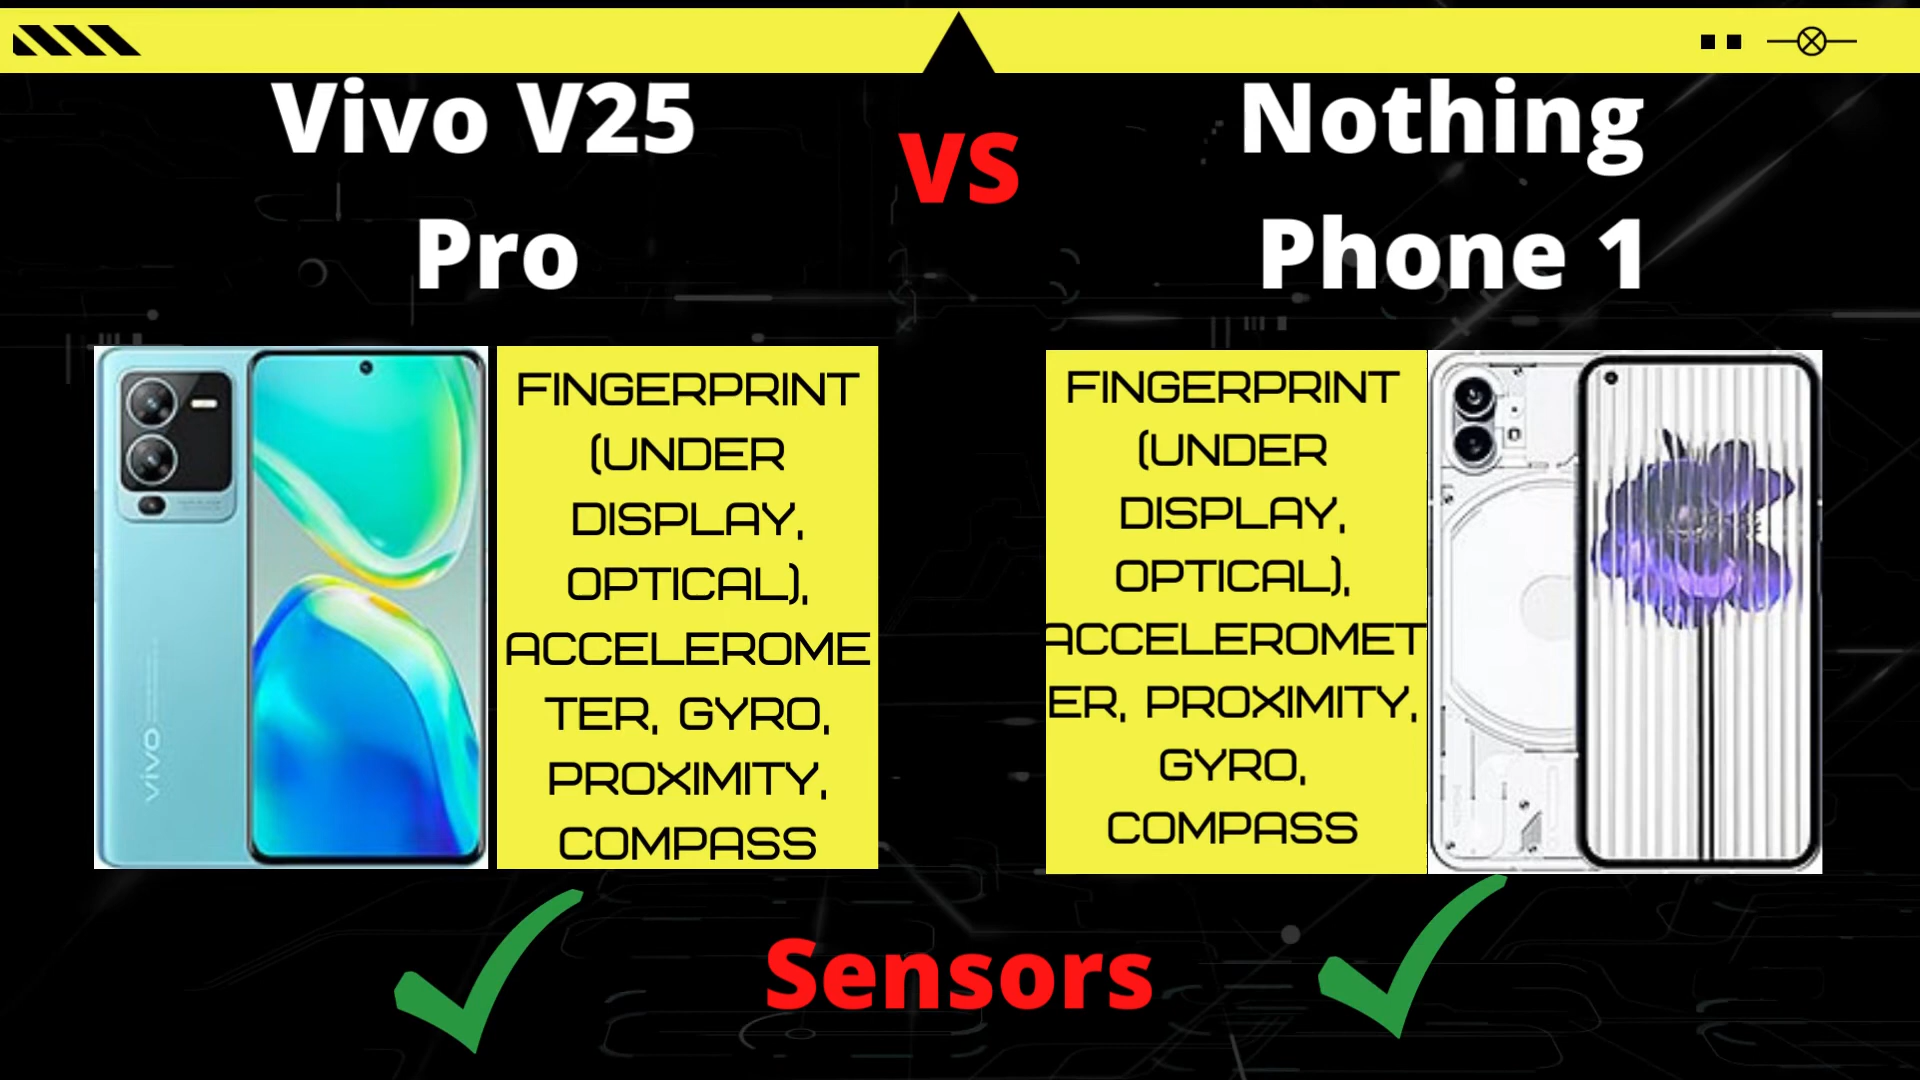 Vivo V25
Pro
VS
Nothing
Phone 1
FINGERPRINT
(UNDER
DISPLAY,
OPTICAL),
ACCELEROME
TER, GYRO,
PROXIMITY,
COMPASS
vivo
FINGERPRINT
(UNDER
DISPLAY,
OPTICAL),
ACCELEROMET
ER, PROXIMITY,
GYRO,
COMPASS
Sensors